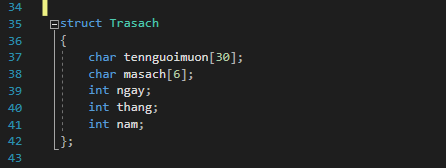 34
35 struct Trasach
36 {
37 char tennguoimuon[30];
38 char masach[6];
39 int ngay;
40 int thang;
41 int nam;
42 };
43